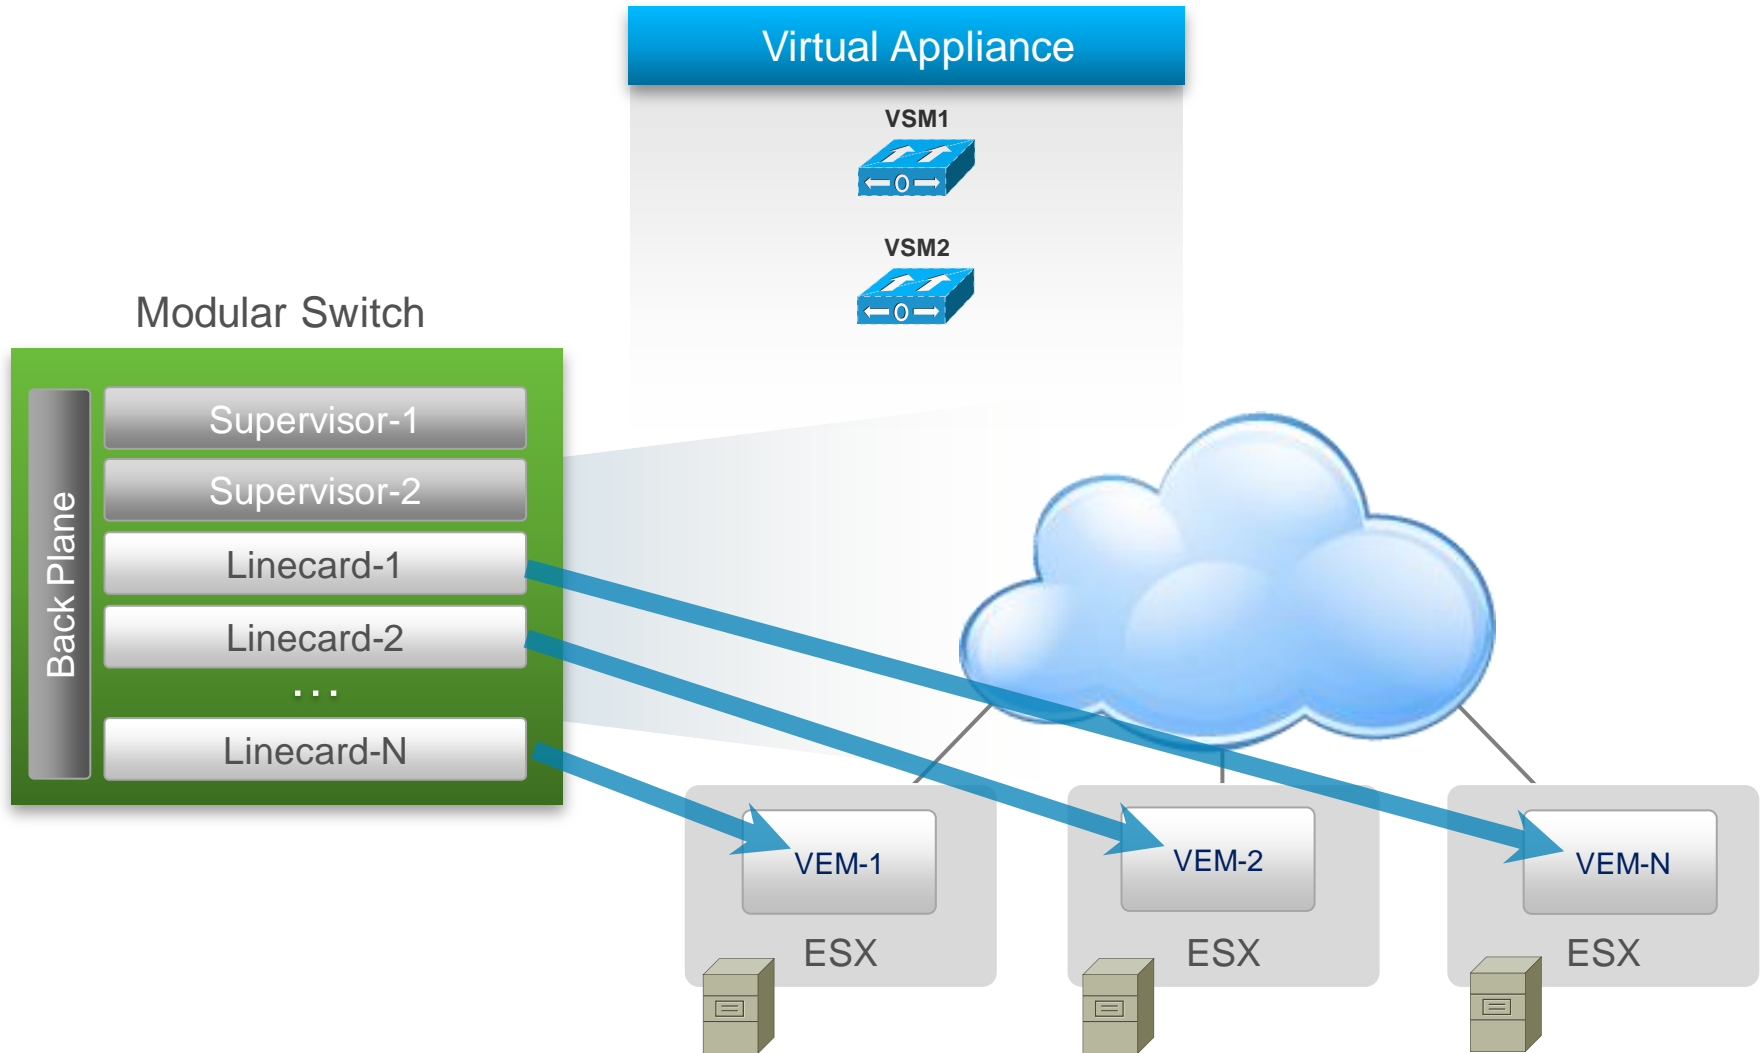 Virtual Appliance
VSM1
VSM2
Modular Switch
Back Plane
Supervisor-1
Supervisor-2
Linecard-1
Linecard-2
...
Linecard-N
VEM-1
VEM-2
VEM-N
ESX
ESX
ESX